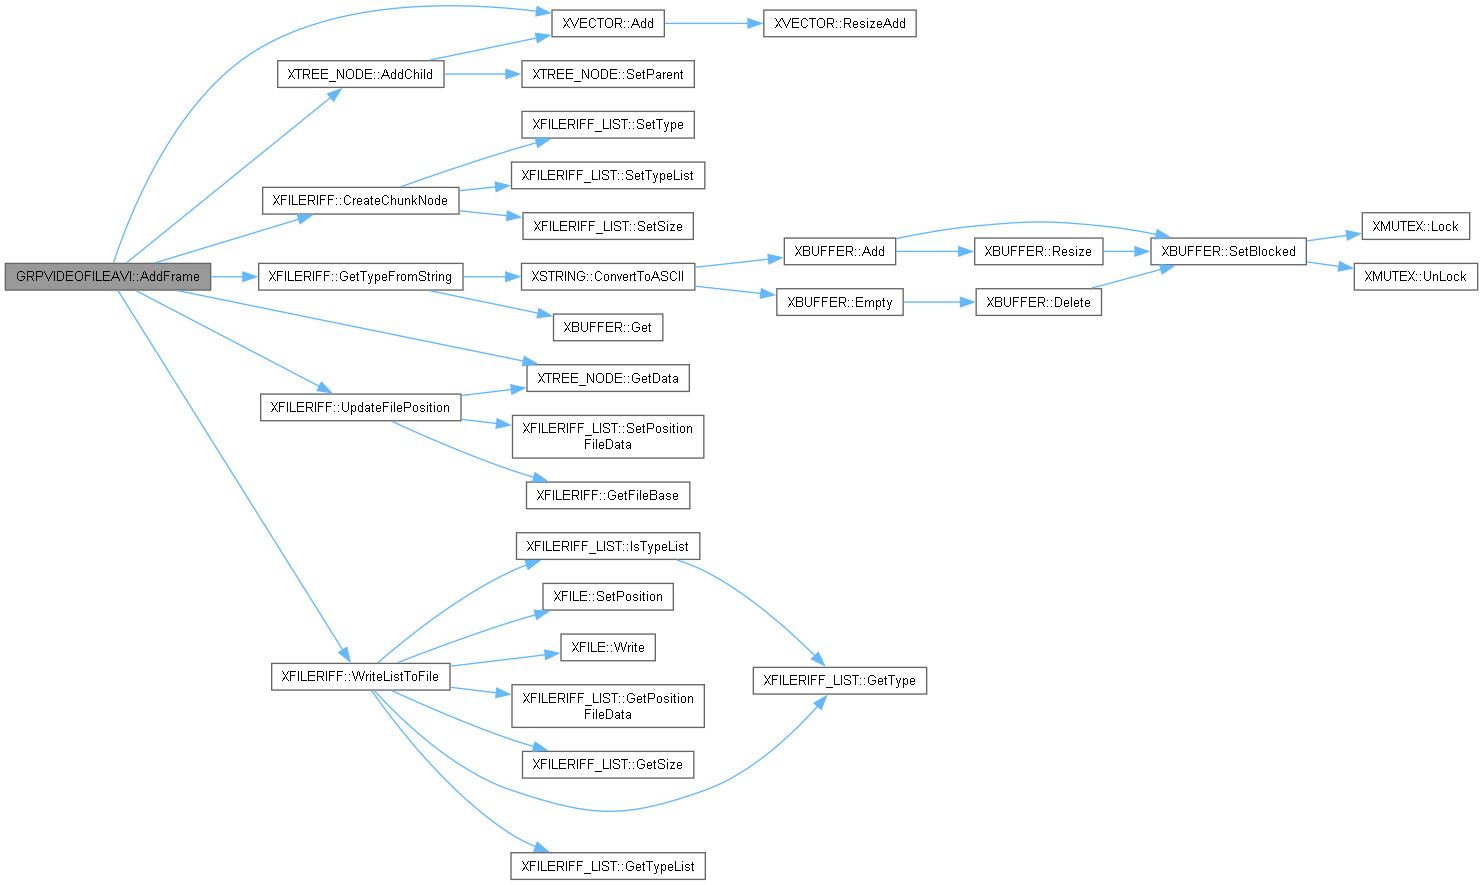 XVECTOR::Add
XVECTOR::ResizeAdd
XTREE_NODE::AddChild
XTREE_NODE::SetParent
XFILERIFF_LIST::SetType
XFILERIFF_LIST::SetTypeList
XFILERIFF::CreateChunkNode
XFILERIFF_LIST::SetSize
XMUTEX::Lock
XBUFFER::Add
XBUFFER::Resize
XBUFFER::SetBlocked
GRPVIDEOFILEAVI::AddFrame
XFILERIFF::GetTypeFromString
XSTRING::ConvertToASCII
XMUTEX::UnLock
XBUFFER::Empty
XBUFFER::Delete
XBUFFER::Get
XTREE_NODE::GetData
XFILERIFF::UpdateFilePosition
XFILERIFF_LIST::SetPosition
FileData
XFILERIFF::GetFileBase
XFILERIFF_LIST::IsTypeList
XFILE::SetPosition
XFILE::Write
XFILERIFF::WriteListToFile
XFILERIFF_LIST::GetType
XFILERIFF_LIST::GetPosition
FileData
XFILERIFF_LIST::GetSize
XFILERIFF_LIST::GetTypeList